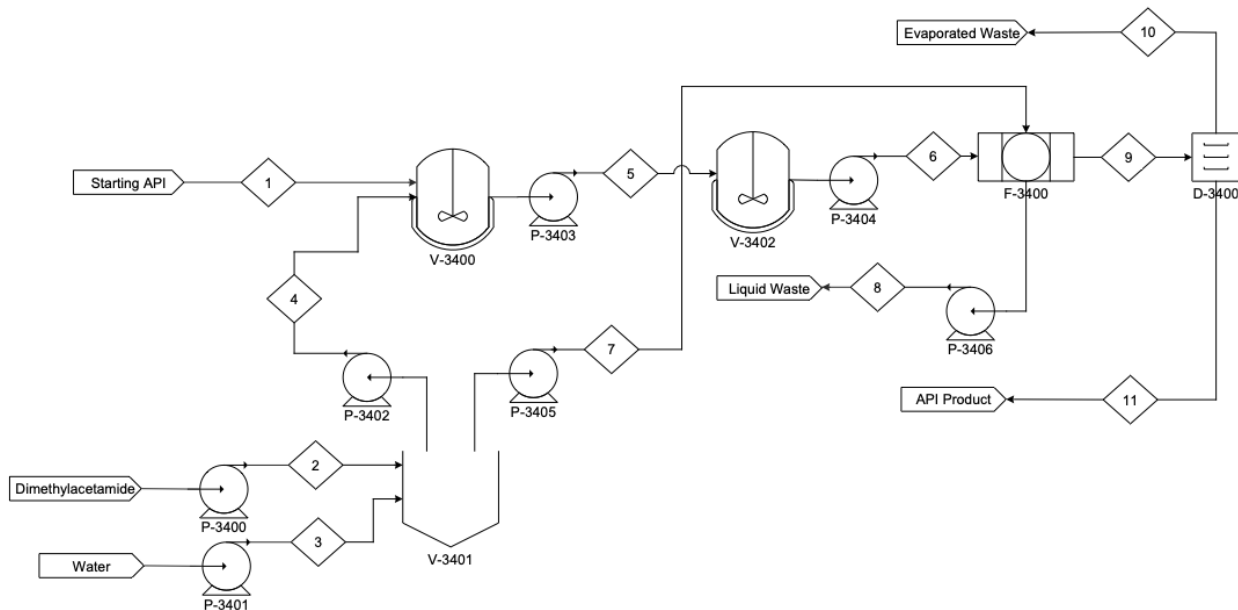 Evaporated Waste
10
Starting API
1
V-3400
P-3403
5
V-3402
P-3404
6
F-3400
9
D-3400
4
Liquid Waste
8
P-3406
P-3402
P-3405
7
API Product
11
Dimethylacetamide
P-3400
2
Water
P-3401
3
V-3401